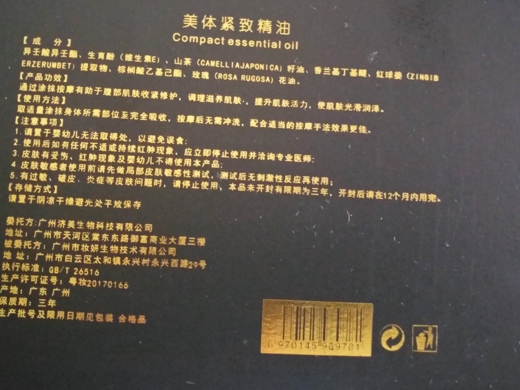 美体紧致精油
Compact essential oil
【成 分】
异壬酸异壬酯、生育酚（维生素E）、山茶（CAMELLIAJAPONICA）籽油、香兰基丁基醚、红球姜（ZINGIB
ERZERUMBET）提取物、棕榈酸乙基己酯、玫瑰（ROSA RUGOSA）花油。
【产品功效】
通过涂抹按摩有助于腹部肌肤收紧修护，调理滋养肌肤，提升肌肤活力，使肌肤光滑润泽。
【使用方法】
取适量涂抹身体所需部位至完全吸收，按摩后无需冲洗，配合适当的按摩手法效果更佳。
【注意事项】
1.请置于婴幼儿无法取得处，以避免误食；
2.使用后如有任何不适或持续红肿现象，应立即停止使用并洽询专业医师；
3.皮肤有妥伤、红肿现象及婴幼儿不得使用本产品；
4.皮肤敏感者使用前请先做局部皮肤敏感性测试，测试后无刺激性反应再使用；
5.有过敏、破皮、炎症等皮肤问题时，请停止使用，本品未开封有限期为三年，开封后请在12个月内用完。
【存储方式】
请置于阴凉干燥避光处平放保存
委托方：广州济美生物科技有限公司
地址：广州市天河区棠东东路御富商业大厦三楼
被委托方：广州市妆妍生物技术有限公司
地址：广州市白云区太和镇永兴村永兴西路29号
执行标准：GB/T 26516
生产许可证号：粤妆20170166
产地：广东 广州
保质期：三年
生产批号及限用日期见包装 合格品
6 970145 989781